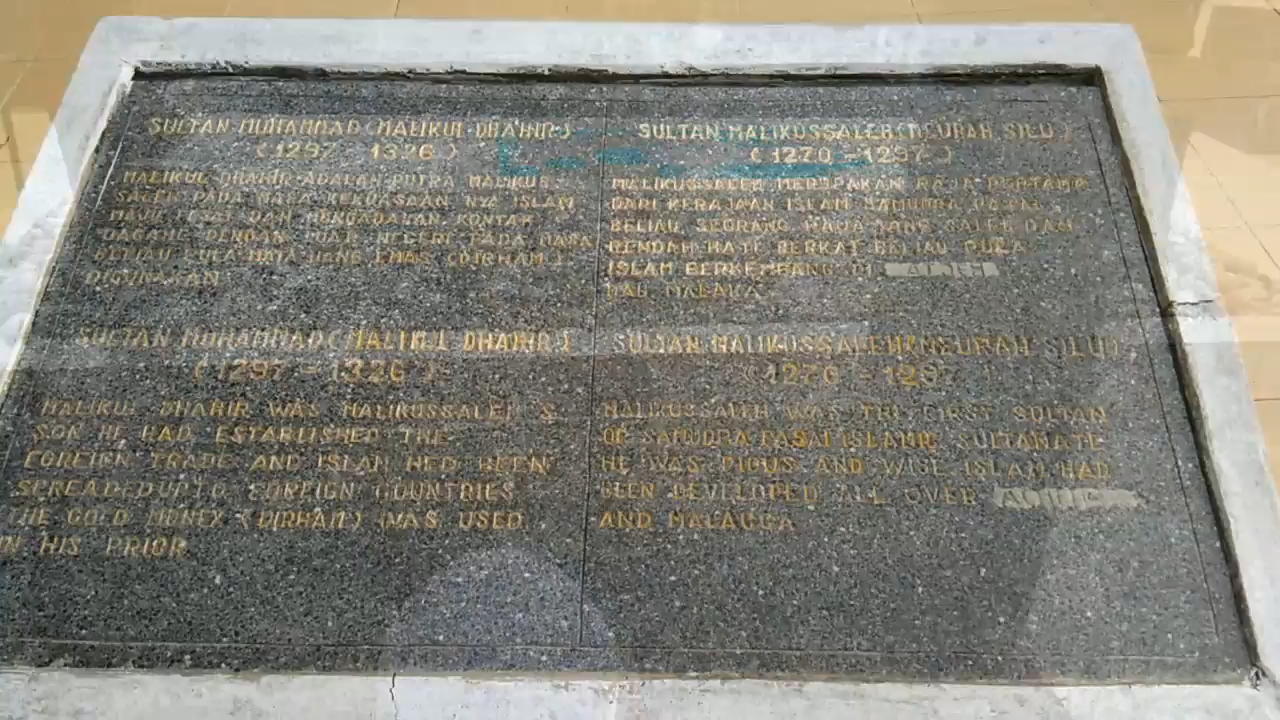 SULTAN MUHAMMAD (MALIKUL DHAHIR)
(1297 - 1326)
MALIKUL DHAHIR ADALAH PUTRA MALIKUS
SALEH PADA MASA KEKUASAAN NYA ISLAM
MAJU PESAT DAN MENGADALAN KONTAK
DAGANG DENGAN LUAR NEGERI PADA MASA
BELIAU PULA MATA UANG EMAS (DIRHAM)
DIGUNAKAN
SULTAN MALIKUSSALEH (MEURAH SILU)
(1270 - 1297)
MALIKUSSALEH MERUPAKAN RAJA PERTAMA
DARI KERAJAAN ISLAM SAMUDRA PASAI
BELIAU SEORANG RAJA YANG SALEH DAN
RENDAH HATI BERKAT BELIAU PULA
ISLAM BERKEMBANG DI
DAN MALAKA
SULTAN MUHAMMAD (MALIKUL DHAHIR)
(1297 - 1326)
MALIKUL DHAHIR WAS MALIKUSSALEH S
SON HE HAD ESTABLISHED THE
FOREIGN TRADE AND ISLAM HED BEEN
SPREADED UP TO FOREIGN COUNTRIES
THE GOLD MONEY (DIRHAM) WAS USED
IN HIS PRIOR
SULTAN MALIKUSSALEH (MEURAH SILU)
(1270 - 1297)
MALIKUSSALEH WAS THE FIRST SULTAN
OF SAMUDRA PASAI ISLAMIC SULTANATE
HE WAS PIOUS AND WISE ISLAM HAD
BEEN DEVELOPED ALL OVER
AND MALACCA